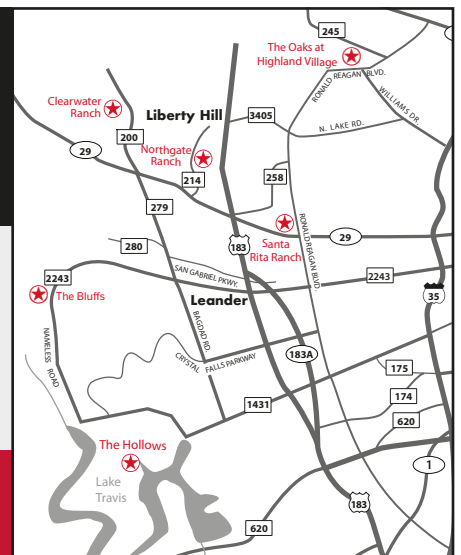 245
The Oaks at
Highland Village
RONALD REAGAN BLVD.
WILLIAMS DR
Clearwater
Ranch
Liberty Hill
3405
N. LAKE RD.
200
29
Northgate
Ranch
214
258
279
RONALD REAGAN BLVD.
Santa
Rita Ranch
29
183
280
SAN GABRIEL PKWY.
2243
2243
The Bluffs
Leander
35
NAMELESS ROAD
BAGDAD RD.
CRYSTAL FALLS PARKWAY
183A
175
174
1431
620
The Hollows
Lake
Travis
1
183
620